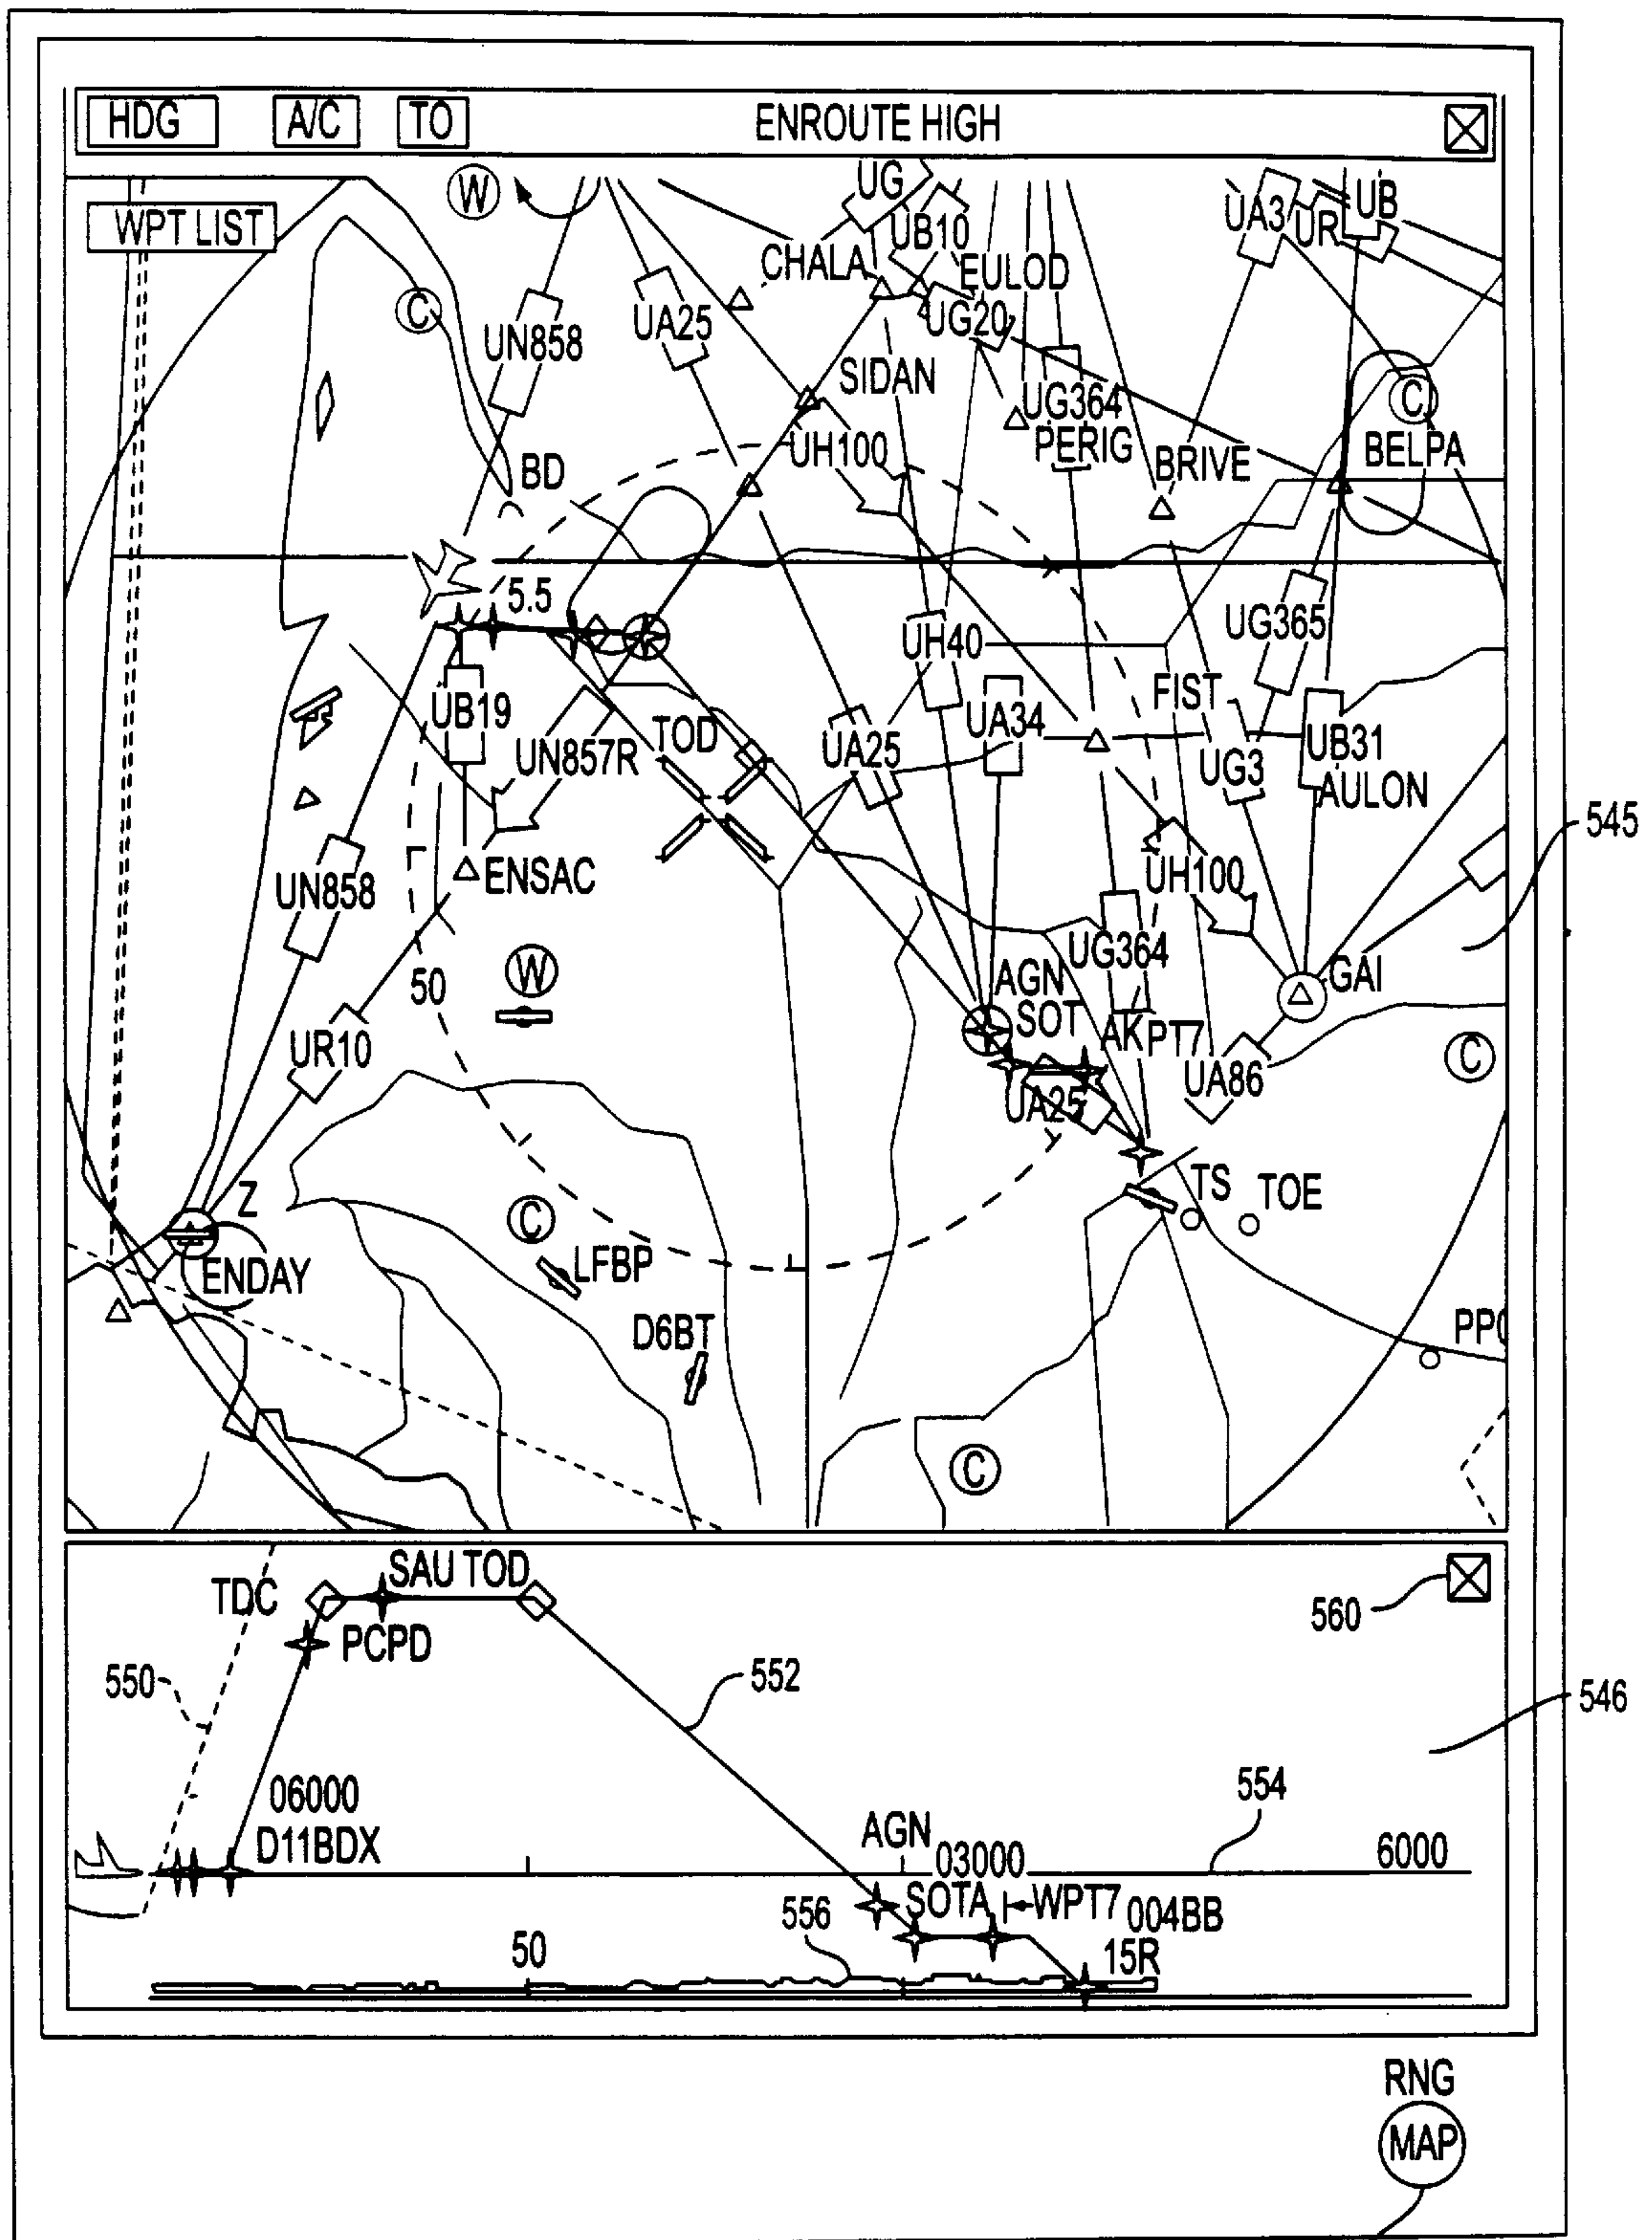 HDG A/C TO ENROUTE HIGH
WPT LIST
W
UG
UB10
UA3
UR
UB
CHALA
EULOD
C
UN858
UA25
UG20
SIDAN
UG364
C
UH100
PERIG
BRIVE
BELPA
BD
5.5
UH40
UG365
UB19
UN857R
TOD
UA25
UA34
FIST
UG3
UB31
AULON
545
UN858
ENSAC
UH100
50
W
UG364
AGN
SOT
GAI
UR10
AK
PT7
UA86
C
UA25
Z
C
TS
TOE
ENDAY
LFBP
D6BT
PPO
C
TDC
SAU TOD
560
PCPD
550
552
546
06000
D11BDX
AGN
03000
554
6000
556
SOTA
WPT7
004BB
50
15R
RNG
MAP